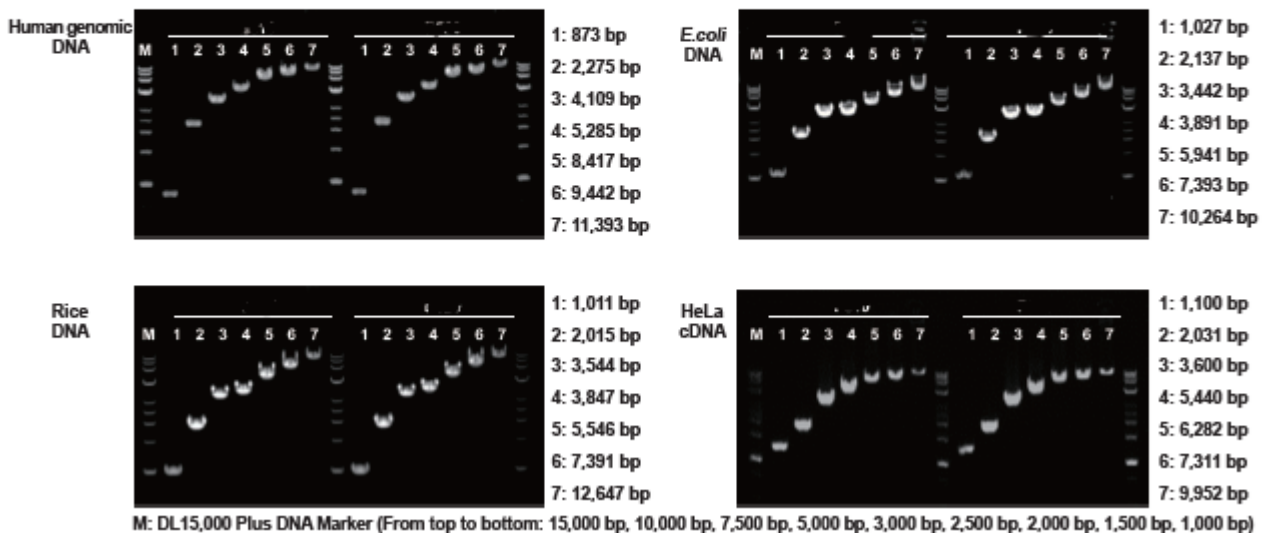 Human genomic
DNA
M 1 2 3 4 5 6 7 1 2 3 4 5 6 7
1: 873 bp
2: 2,275 bp
3: 4,109 bp
4: 5,285 bp
5: 8,417 bp
6: 9,442 bp
7: 11,393 bp
E.coli
DNA
M 1 2 3 4 5 6 7 1 2 3 4 5 6 7
1: 1,027 bp
2: 2,137 bp
3: 3,442 bp
4: 3,891 bp
5: 5,941 bp
6: 7,393 bp
7: 10,264 bp
Rice
DNA
M 1 2 3 4 5 6 7 1 2 3 4 5 6 7
1: 1,011 bp
2: 2,015 bp
3: 3,544 bp
4: 3,847 bp
5: 5,546 bp
6: 7,391 bp
7: 12,647 bp
HeLa
cDNA
M 1 2 3 4 5 6 7 1 2 3 4 5 6 7
1: 1,100 bp
2: 2,031 bp
3: 3,600 bp
4: 5,440 bp
5: 6,282 bp
6: 7,311 bp
7: 9,952 bp
M: DL15,000 Plus DNA Marker (From top to bottom: 15,000 bp, 10,000 bp, 7,500 bp, 5,000 bp, 3,000 bp, 2,500 bp, 2,000 bp, 1,500 bp, 1,000 bp)